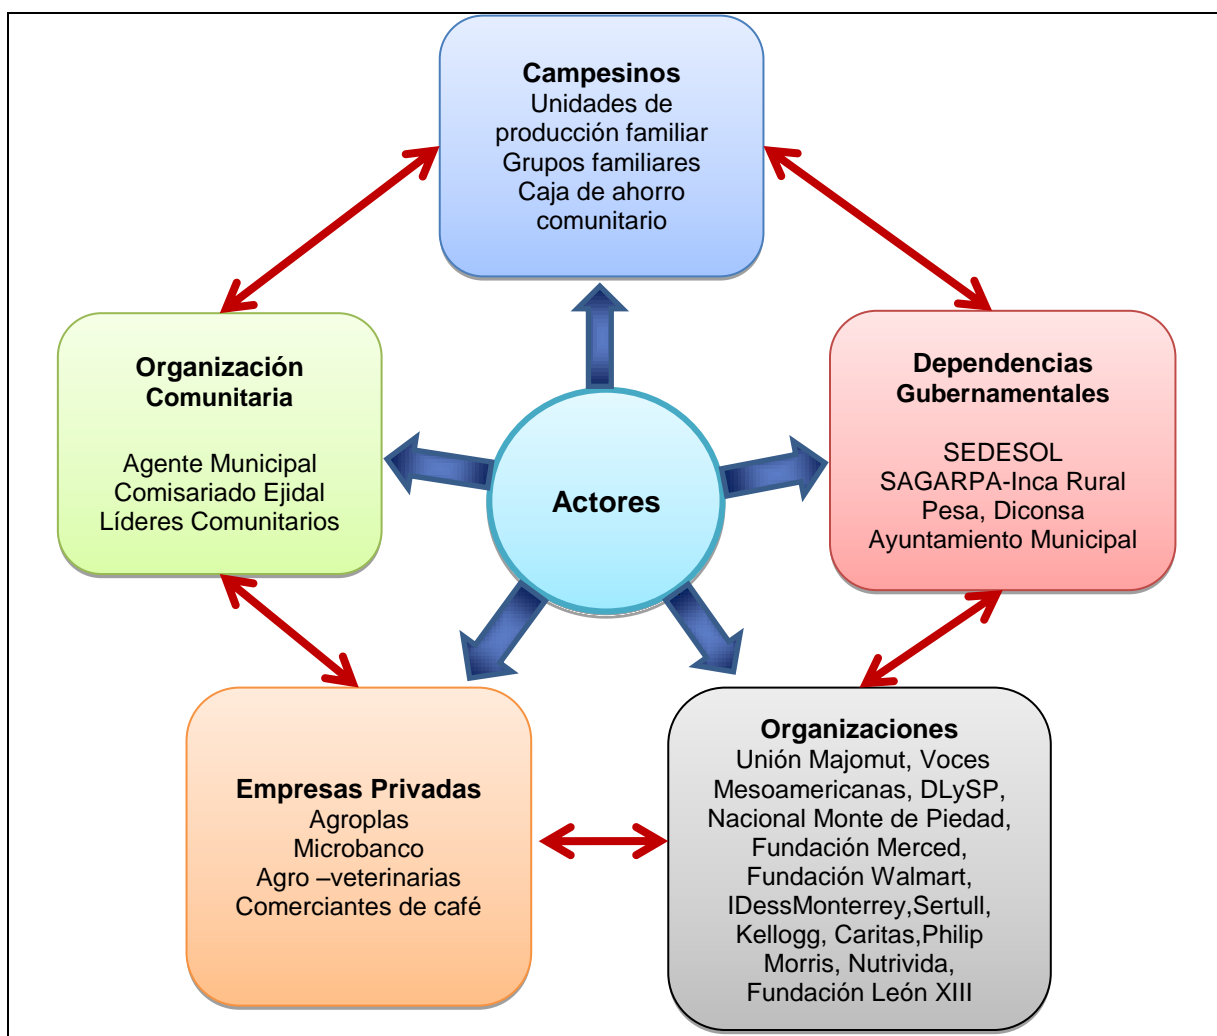 Campesinos
Unidades de
producción familiar
Grupos familiares
Caja de ahorro
comunitario
Organización
Comunitaria
Agente Municipal
Comisariado Ejidal
Líderes Comunitarios
Dependencias
Gubernamentales
SEDESOL
SAGARPA-Inca Rural
Pesa, Diconsa
Ayuntamiento Municipal
Actores
Empresas Privadas
Agroplas
Microbanco
Agro –veterinarias
Comerciantes de café
Organizaciones
Unión Majomut, Voces
Mesoamericanas, DLySP,
Nacional Monte de Piedad,
Fundación Merced,
Fundación Walmart,
IDessMonterrey,Sertull,
Kellogg, Caritas,Philip
Morris, Nutrivida,
Fundación León XIII